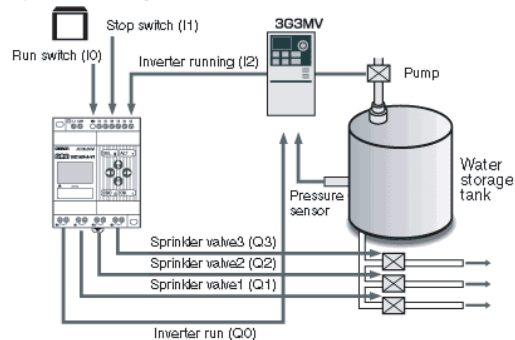 Stop switch (I1)
3G3MV
Run switch (I0)
Inverter running (I2)
Pump
Water
storage
tank
Pressure
sensor
Sprinkler valve3 (Q3)
Sprinkler valve2 (Q2)
Sprinkler valve1 (Q1)
Inverter run (Q0)